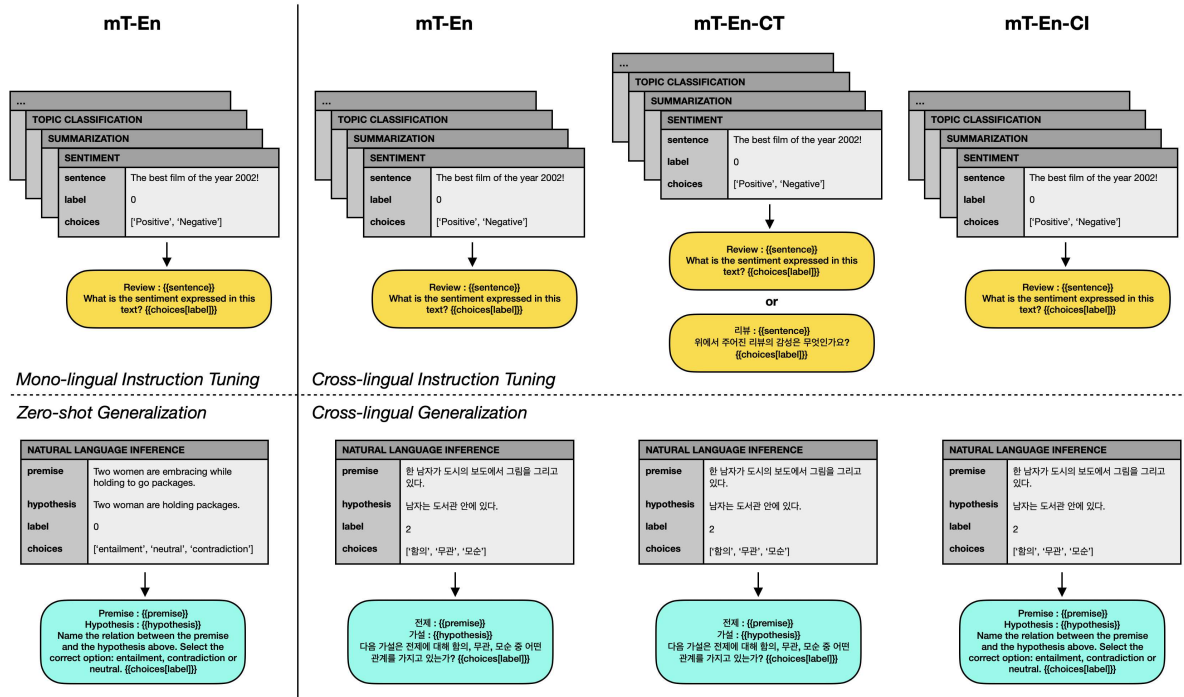 mT-En
mT-En
mT-En-CT
mT-En-CI
...
TOPIC CLASSIFICATION
SUMMARIZATION
SENTIMENT
sentence The best film of the year 2002!
label 0
choices ['Positive', ‘Negative’]
Review : {{sentence}}
What is the sentiment expressed in this
text? {{choices[label]}}
...
TOPIC CLASSIFICATION
SUMMARIZATION
SENTIMENT
sentence The best film of the year 2002!
label 0
choices ['Positive', ‘Negative’]
Review : {{sentence}}
What is the sentiment expressed in this
text? {{choices[label]}}
...
TOPIC CLASSIFICATION
SUMMARIZATION
SENTIMENT
sentence The best film of the year 2002!
label 0
choices ['Positive', ‘Negative’]
Review : {{sentence}}
What is the sentiment expressed in this
text? {{choices[label]}}
or
리뷰 : {{sentence}}
위에서 주어진 리뷰의 감성은 무엇인가요?
{{choices[label]}}
...
TOPIC CLASSIFICATION
SUMMARIZATION
SENTIMENT
sentence The best film of the year 2002!
label 0
choices ['Positive', ‘Negative’]
Review : {{sentence}}
What is the sentiment expressed in this
text? {{choices[label]}}
Mono-lingual Instruction Tuning
Cross-lingual Instruction Tuning
Zero-shot Generalization
Cross-lingual Generalization
NATURAL LANGUAGE INFERENCE
premise Two women are embracing while
holding to go packages.
hypothesis Two woman are holding packages.
label 0
choices ['entailment', ‘neutral’, ‘contradiction’]
Premise : {{premise}}
Hypothesis : {{hypothesis}}
Name the relation between the premise
and the hypothesis above. Select the
correct option: entailment, contradiction or
neutral. {{choices[label]}}
NATURAL LANGUAGE INFERENCE
premise 한 남자가 도시의 보도에서 그림을 그리고
있다.
hypothesis 남자는 도서관 안에 있다.
label 2
choices [‘함의’, ‘무관’, ‘모순’]
전제 : {{premise}}
가설 : {{hypothesis}}
다음 가설은 전제에 대해 함의, 무관, 모순 중 어떤
관계를 가지고 있는가? {{choices[label]}}
NATURAL LANGUAGE INFERENCE
premise 한 남자가 도시의 보도에서 그림을 그리고
있다.
hypothesis 남자는 도서관 안에 있다.
label 2
choices [‘함의’, ‘무관’, ‘모순’]
전제 : {{premise}}
가설 : {{hypothesis}}
다음 가설은 전제에 대해 함의, 무관, 모순 중 어떤
관계를 가지고 있는가? {{choices[label]}}
NATURAL LANGUAGE INFERENCE
premise 한 남자가 도시의 보도에서 그림을 그리고
있다.
hypothesis 남자는 도서관 안에 있다.
label 2
choices [‘함의’, ‘무관’, ‘모순’]
Premise : {{premise}}
Hypothesis : {{hypothesis}}
Name the relation between the premise
and the hypothesis above. Select the
correct option: entailment, contradiction or
neutral. {{choices[label]}}